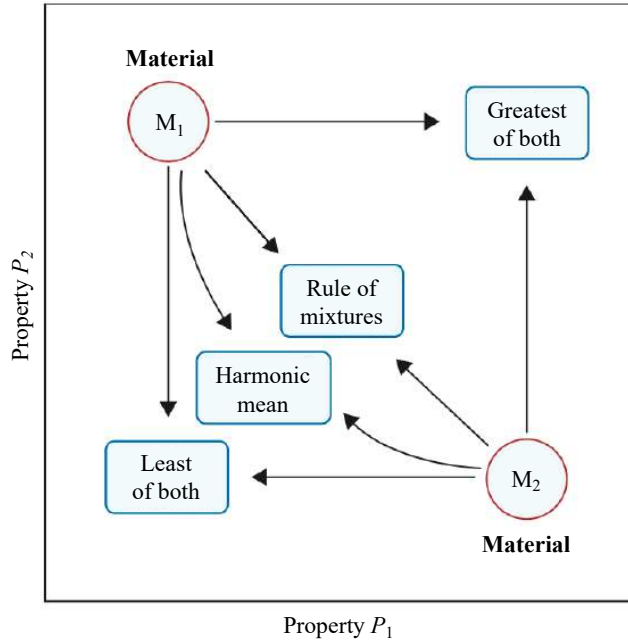 Material
M₁
Greatest
of both
Rule of
mixtures
Harmonic
mean
Least
of both
M₂
Material
Property P₂
Property P₁